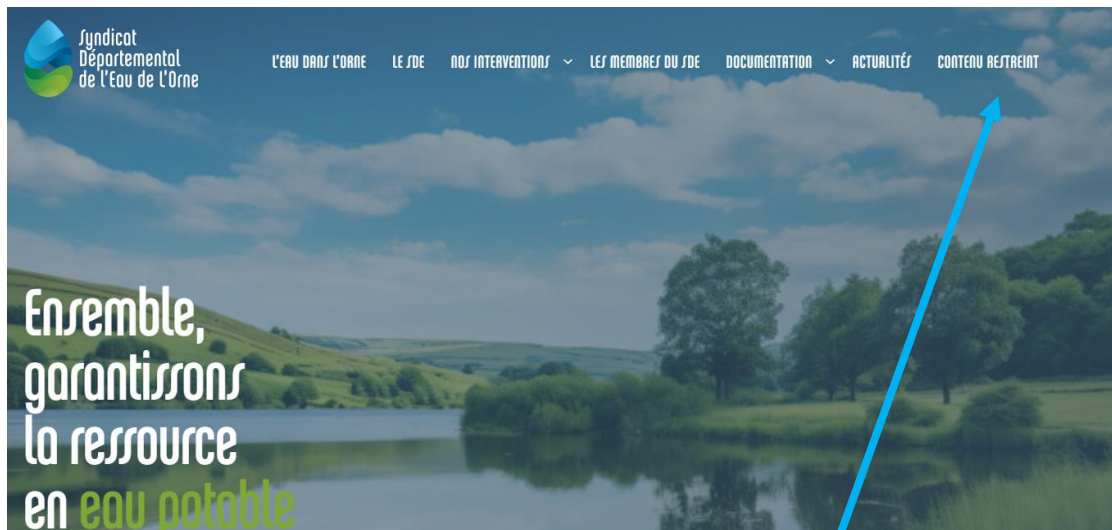 Syndicat
Départemental
de l'Eau de l'Orne
L'EAU DANS L'ORNE LE SDE NOS INTERVENTIONS LES MEMBRES DU SDE DOCUMENTATION ACTUALITÉS CONTENU RESTREINT
Ensemble,
garantissons
la ressource
en eau potable